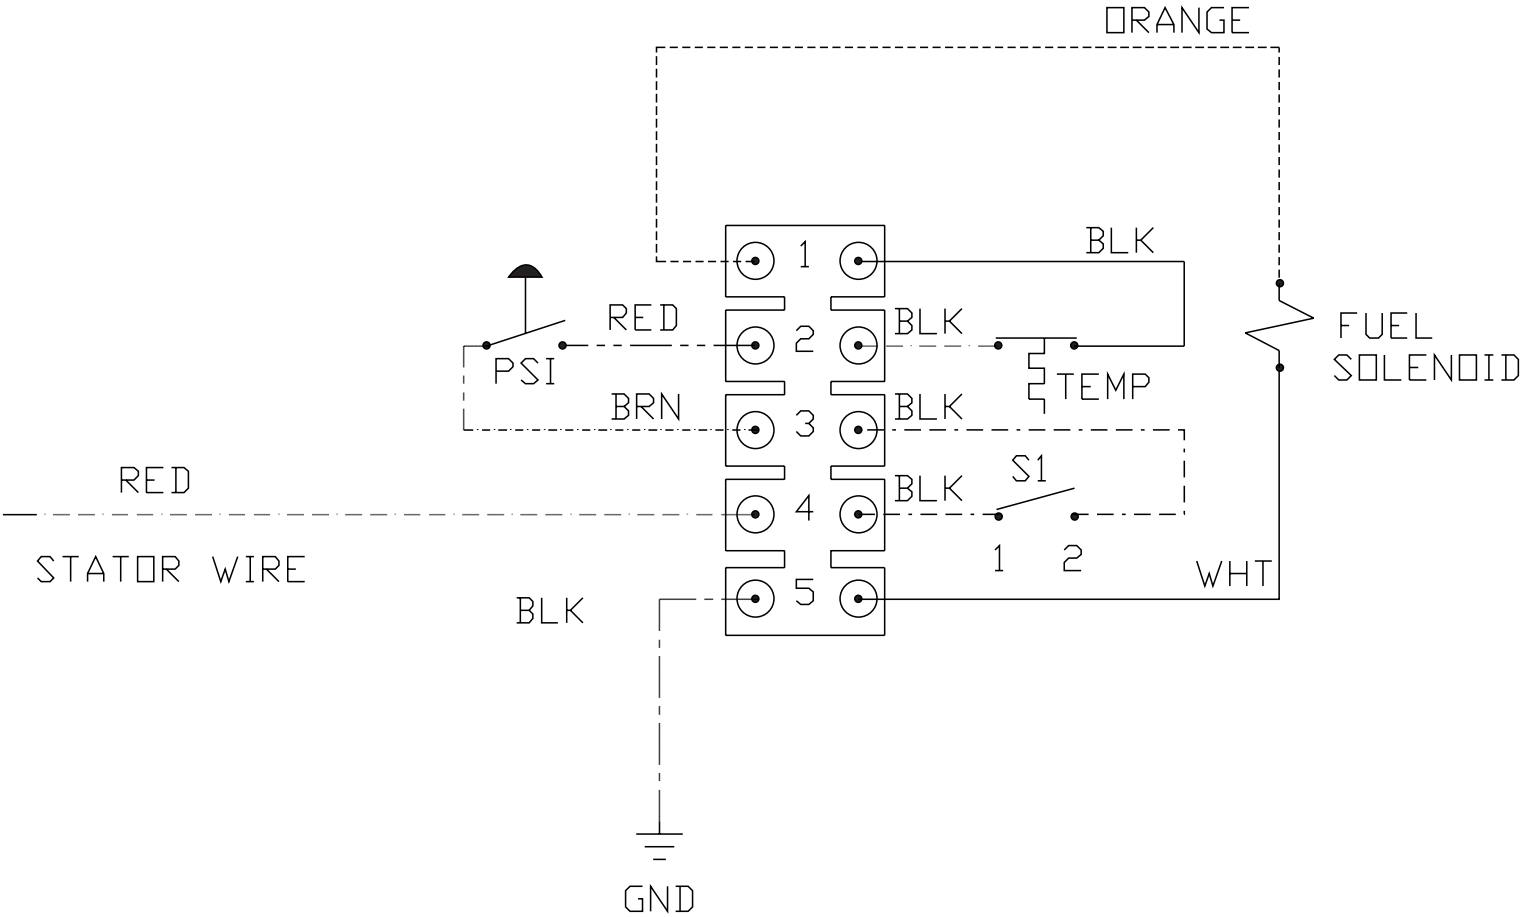 ORANGE
BLK
1
RED
BLK
2
FUEL
SOLENOID
PSI
TEMP
BRN
BLK
3
RED
S1
BLK
4
STATOR WIRE
1
2
WHT
BLK
5
GND